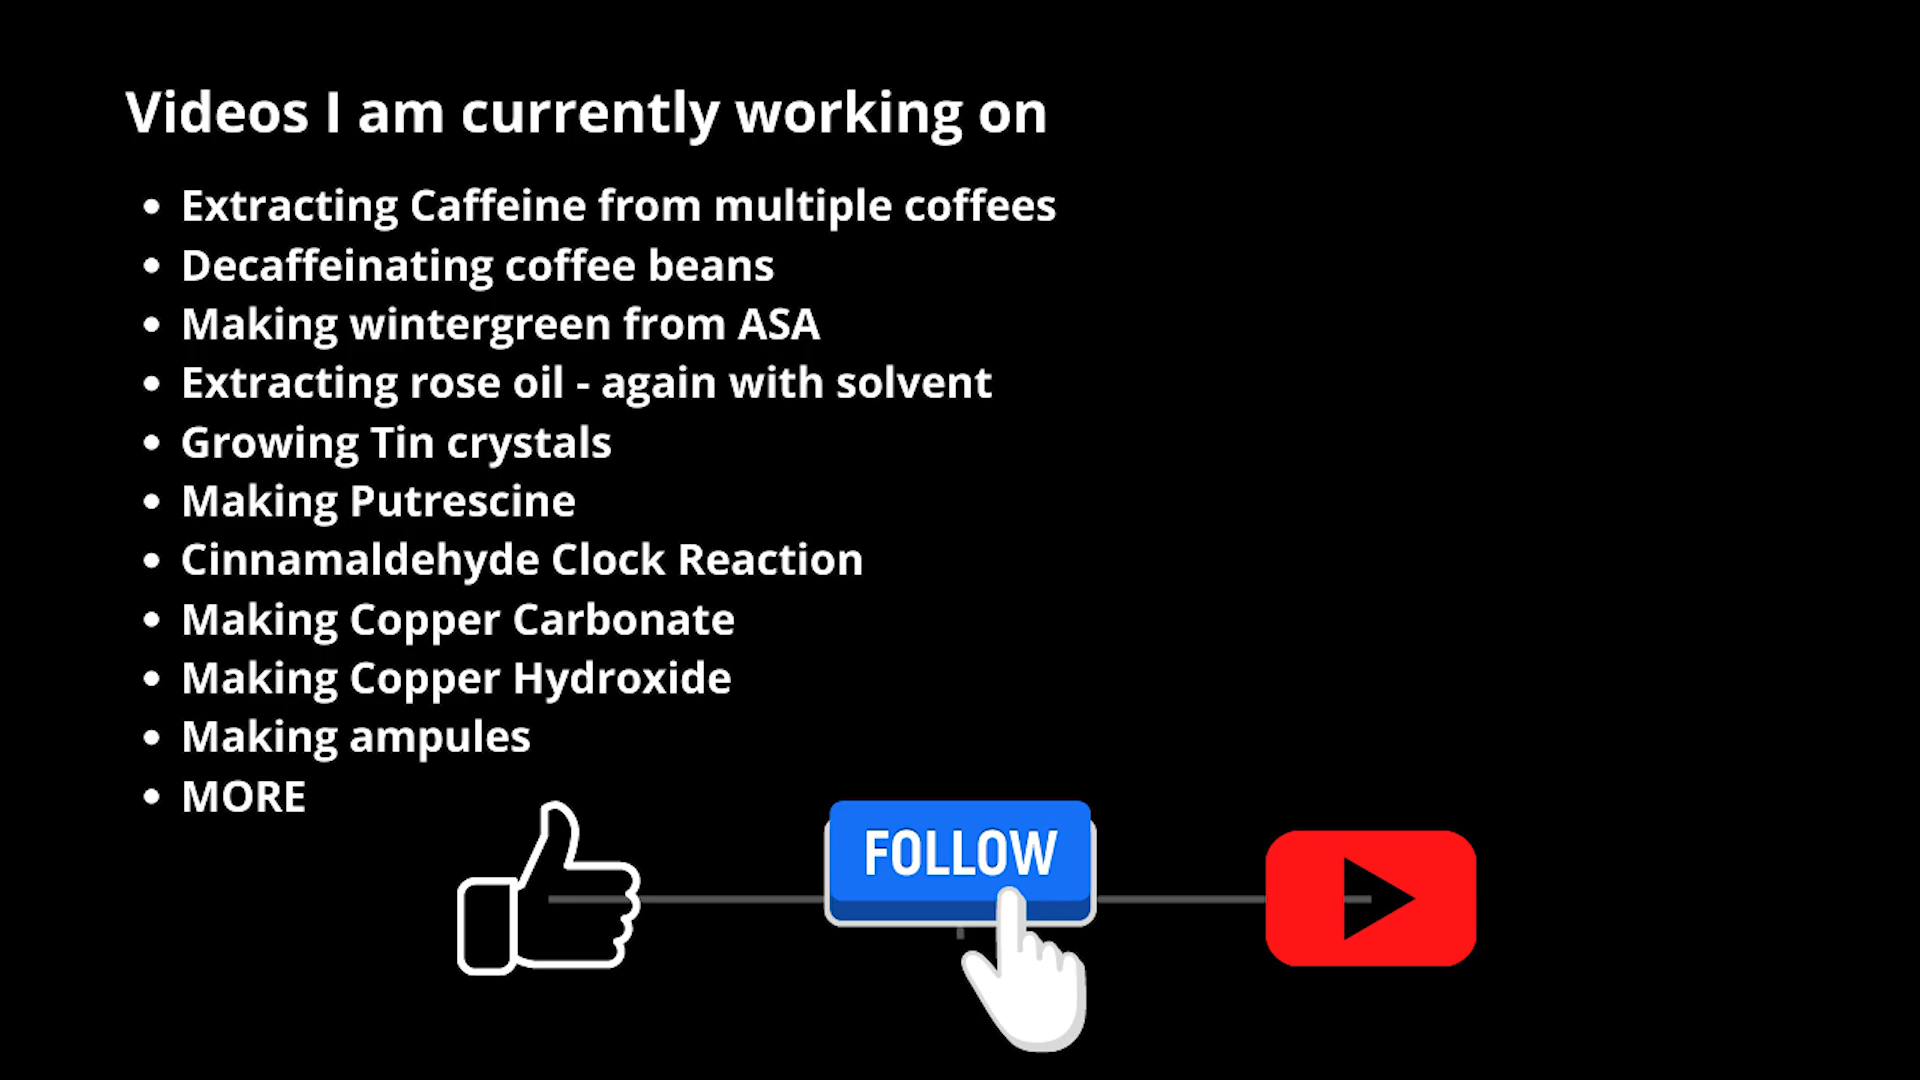 Videos I am currently working on
• Extracting Caffeine from multiple coffees
• Decaffeinating coffee beans
• Making wintergreen from ASA
• Extracting rose oil - again with solvent
• Growing Tin crystals
• Making Putrescine
• Cinnamaldehyde Clock Reaction
• Making Copper Carbonate
• Making Copper Hydroxide
• Making ampules
• MORE
FOLLOW